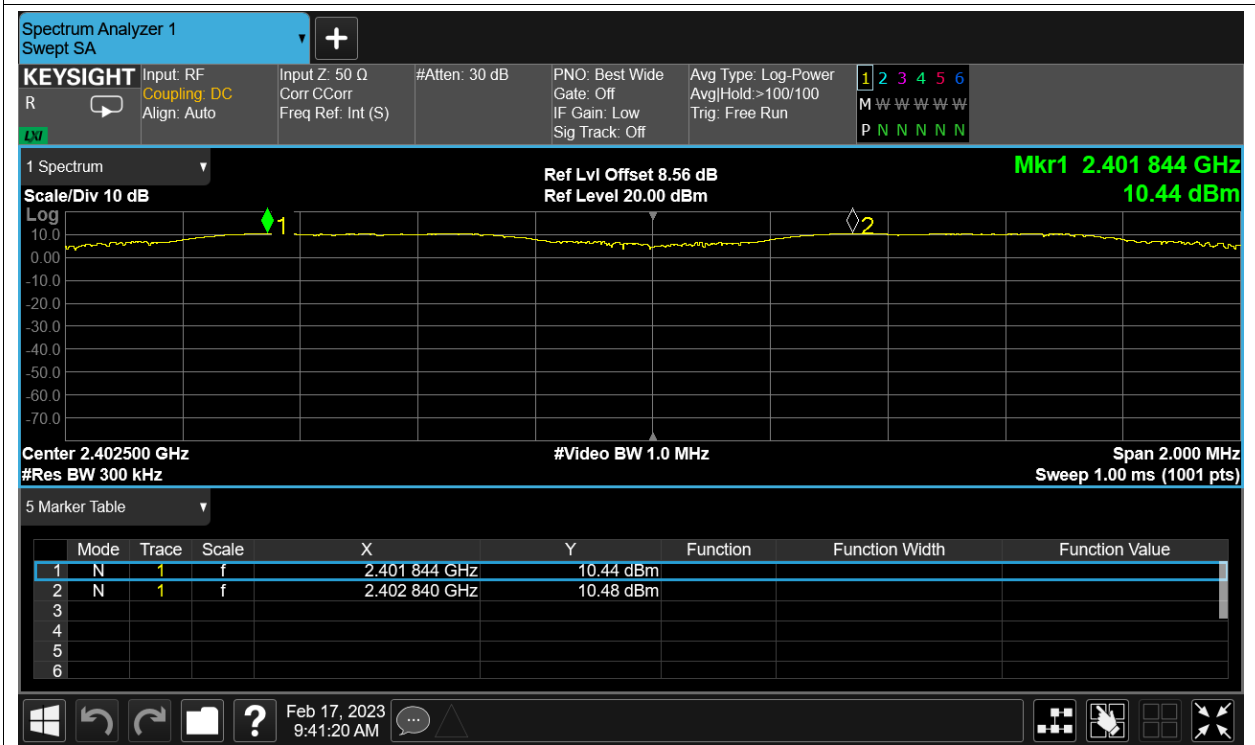 Spectrum Analyzer 1
Swept SA
+
KEYSIGHT Input: RF Input Z: 50 Ω #Atten: 30 dB PNO: Best Wide Avg Type: Log-Power 1 2 3 4 5 6
R Coupling: DC Corr CCorr Gate: Off Avg|Hold:>100/100
Align: Auto Freq Ref: Int (S) IF Gain: Low Trig: Free Run M W W W W W
LXI Sig Track: Off P N N N N N
1 Spectrum Ref Lvl Offset 8.56 dB Mkr1 2.401 844 GHz
Scale/Div 10 dB Ref Level 20.00 dBm 10.44 dBm
Log
1 2
10.0
0.00
-10.0
-20.0
-30.0
-40.0
-50.0
-60.0
-70.0
Center 2.402500 GHz #Video BW 1.0 MHz Span 2.000 MHz
#Res BW 300 kHz Sweep 1.00 ms (1001 pts)
5 Marker Table
Mode Trace Scale X Y Function Function Width Function Value
1 N 1 f 2.401 844 GHz 10.44 dBm
2 N 1 f 2.402 840 GHz 10.48 dBm
3
4
5
6
? Feb 17, 2023
9:41:20 AM